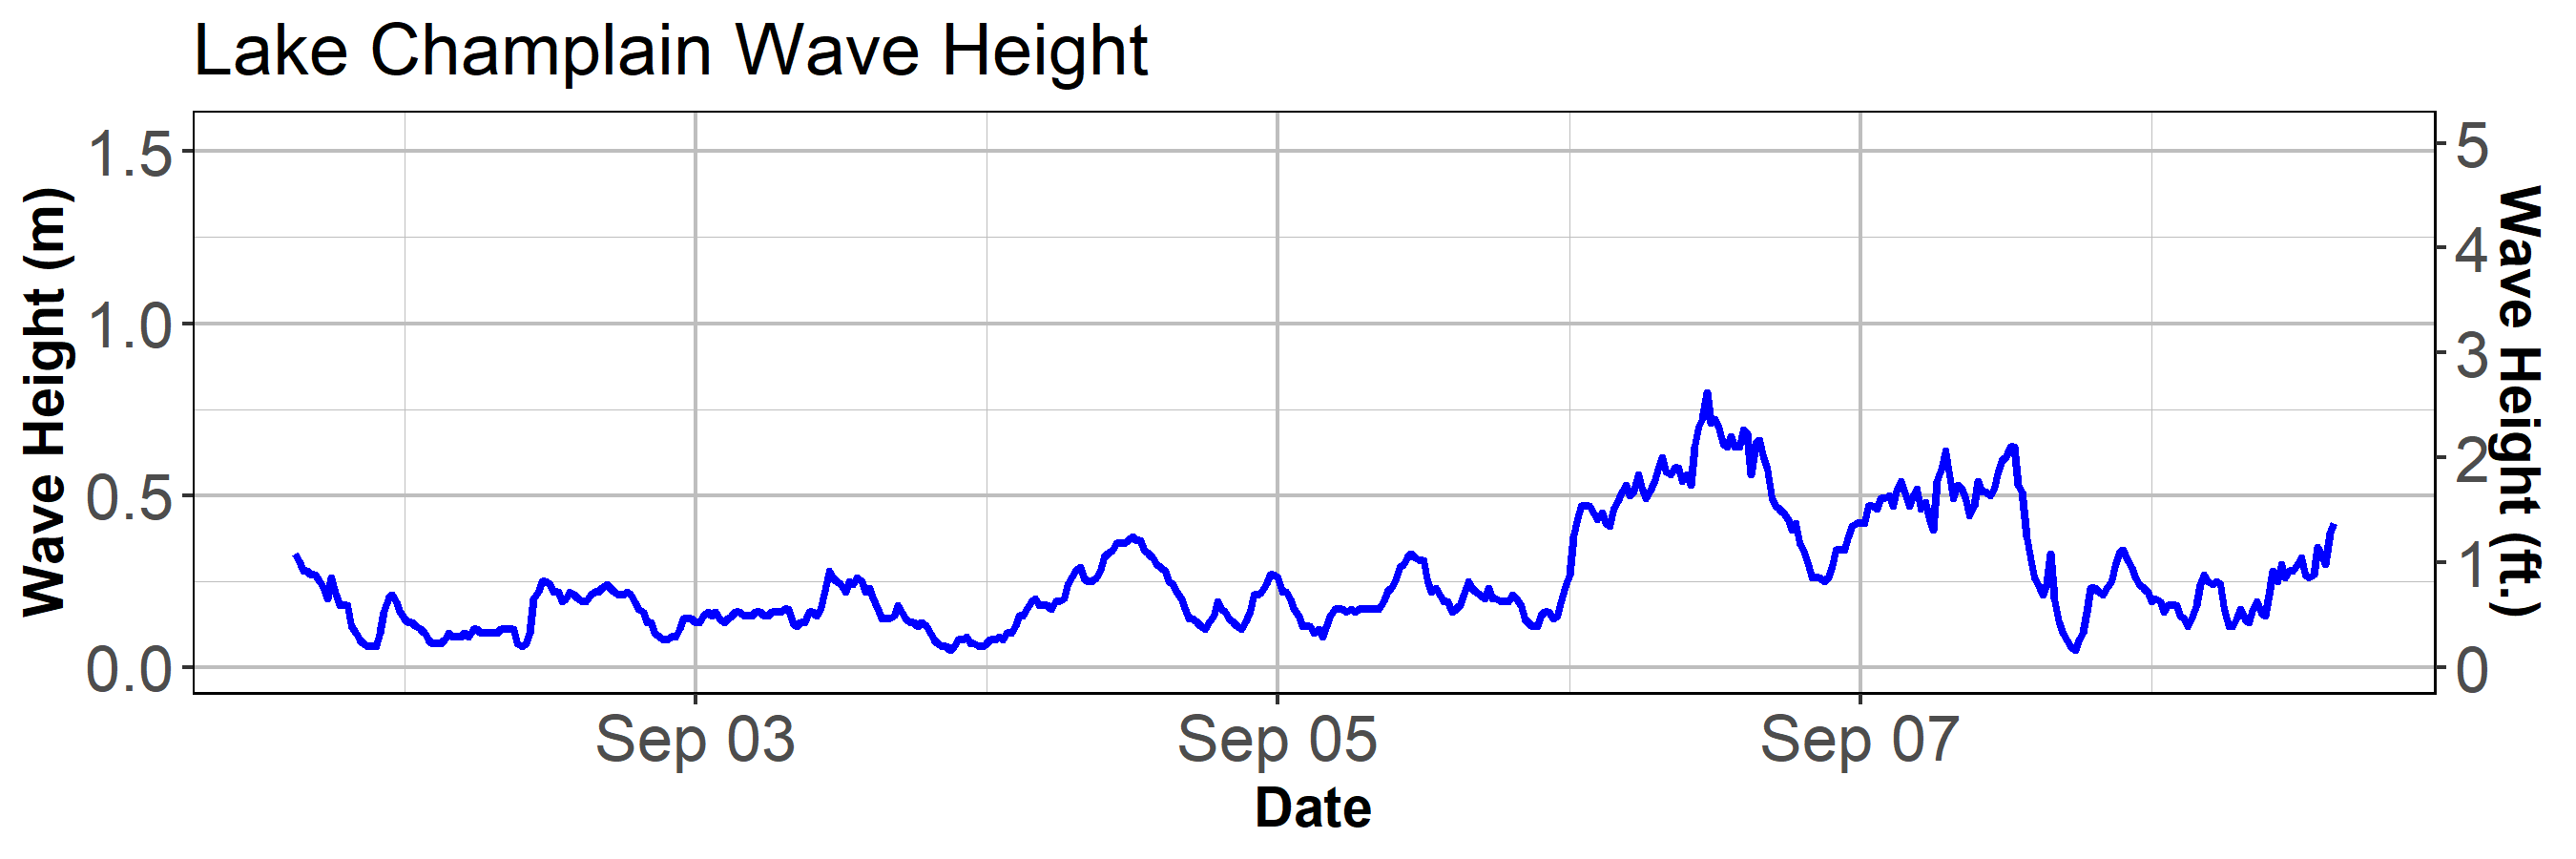 Lake Champlain Wave Height
Wave Height (m)
1.5
1.0
0.5
0.0
5
4
3
2
1
0
Wave Height (ft.)
Sep 03
Sep 05
Sep 07
Date